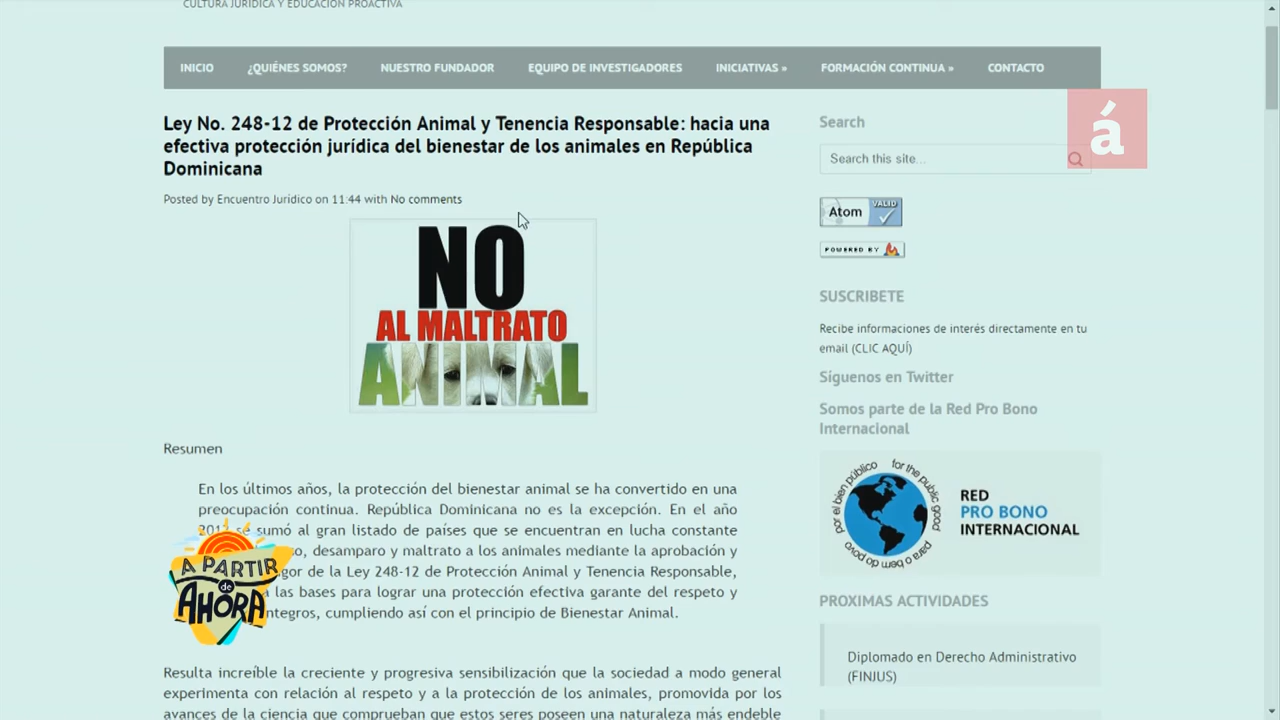 CULTURA JURÍDICA Y EDUCACIÓN PROACTIVA
INICIO
¿QUIÉNES SOMOS?
NUESTRO FUNDADOR
EQUIPO DE INVESTIGADORES
INICIATIVAS »
FORMACIÓN CONTINUA »
CONTACTO
Ley No. 248-12 de Protección Animal y Tenencia Responsable: hacia una
efectiva protección jurídica del bienestar de los animales en República
Dominicana
Posted by Encuentro Jurídico on 11:44 with No comments
NO
AL MALTRATO
ANIMAL
Resumen
En los últimos años, la protección del bienestar animal se ha convertido en una
preocupación continua. República Dominicana no es la excepción. En el año
se sumó al gran listado de países que se encuentran en lucha constante
desamparo y maltrato a los animales mediante la aprobación y
de la Ley 248-12 de Protección Animal y Tenencia Responsable,
las bases para lograr una protección efectiva garante del respeto y
cumpliendo así con el principio de Bienestar Animal.
Resulta increíble la creciente y progresiva sensibilización que la sociedad a modo general
experimenta con relación al respeto y a la protección de los animales, promovida por los
avances de la ciencia que comprueban que estos seres poseen una naturaleza más endeble
A PARTIR
de
AHORA
Search
á
Search this site...
Atom
VALID
POWERED BY
SUSCRIBETE
Recibe informaciones de interés directamente en tu
email (CLIC AQUÍ)
Síguenos en Twitter
Somos parte de la Red Pro Bono
Internacional
por el bien público
for the public good
para o bem do povo
RED
PRO BONO
INTERNACIONAL
PROXIMAS ACTIVIDADES
Diplomado en Derecho Administrativo
(FINJUS)